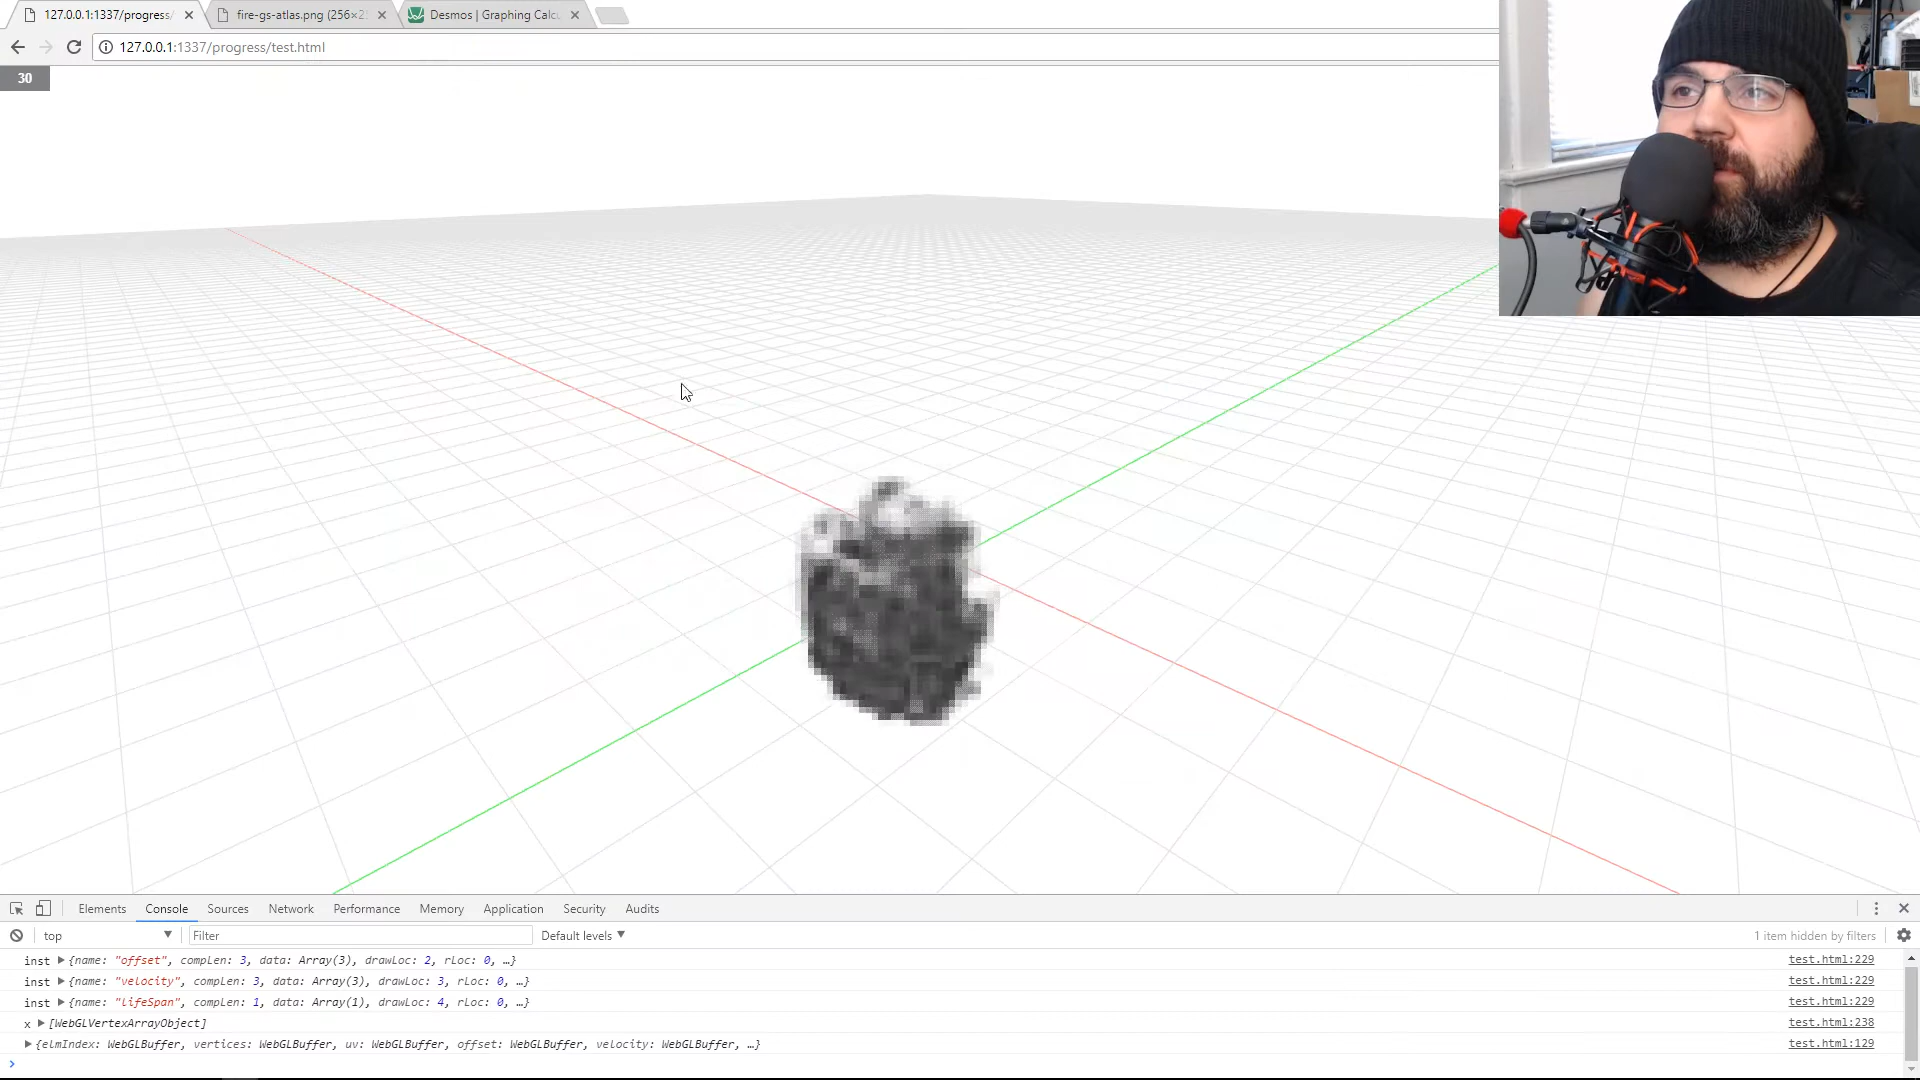 127.0.0.1:1337/progress/
fire-gs-atlas.png (256×2
Desmos | Graphing Calcu
127.0.0.1:1337/progress/test.html
30
Elements Console Sources Network Performance Memory Application Security Audits
top Filter Default levels 1 item hidden by filters
inst {name: "offset", compLen: 3, data: Array(3), drawLoc: 2, rLoc: 0, …} test.html:229
inst {name: "velocity", compLen: 3, data: Array(3), drawLoc: 3, rLoc: 0, …} test.html:229
inst {name: "lifeSpan", compLen: 1, data: Array(1), drawLoc: 4, rLoc: 0, …} test.html:229
x [WebGLVertexArrayObject] test.html:238
{elmIndex: WebGLBuffer, vertices: WebGLBuffer, uv: WebGLBuffer, offset: WebGLBuffer, velocity: WebGLBuffer, …} test.html:129